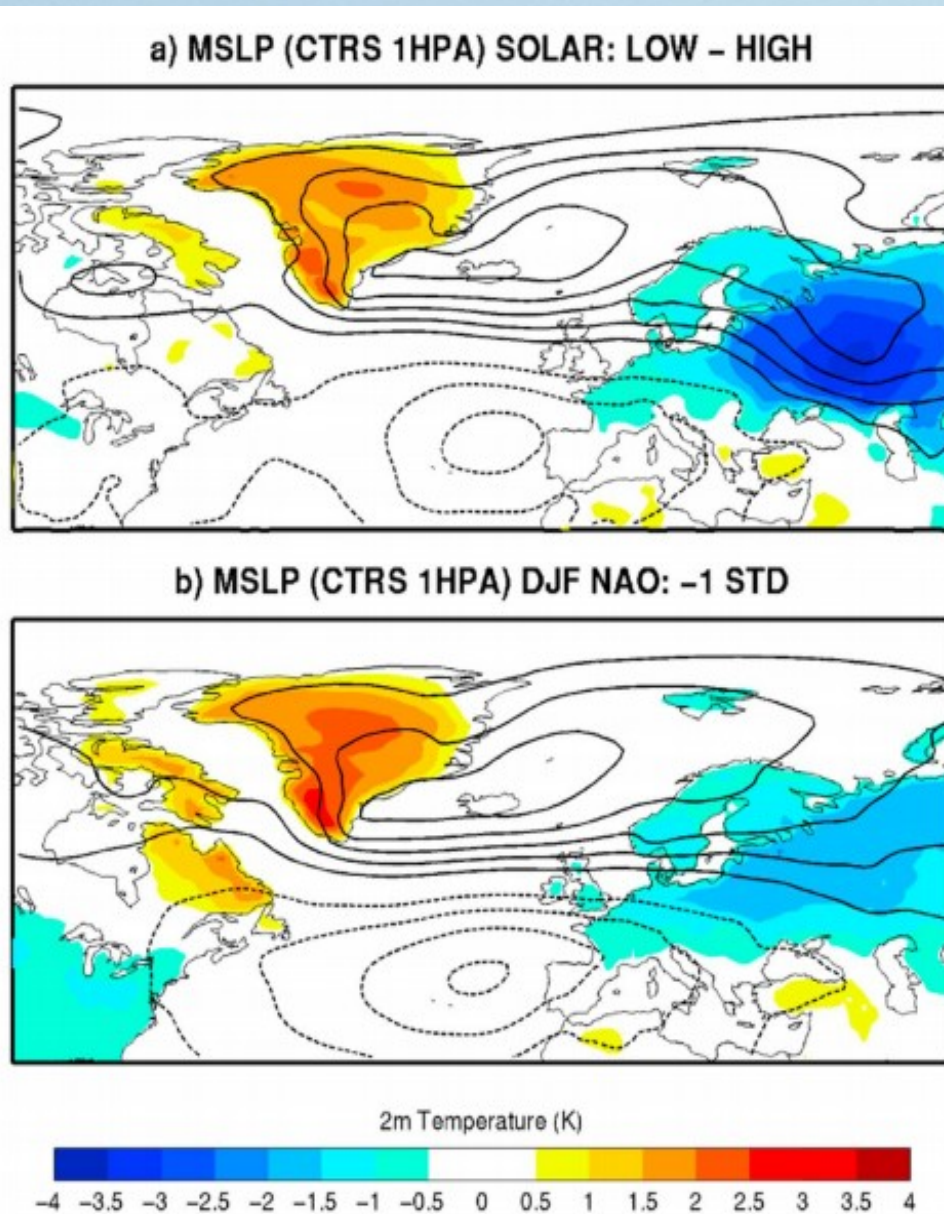 a) MSLP (CTRS 1HPA) SOLAR: LOW – HIGH
b) MSLP (CTRS 1HPA) DJF NAO: –1 STD
2m Temperature (K)
–4 –3.5 –3 –2.5 –2 –1.5 –1 –0.5 0 0.5 1 1.5 2 2.5 3 3.5 4